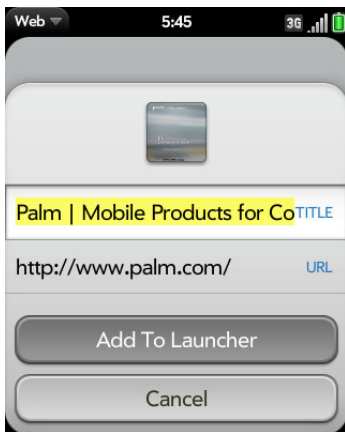 Web
5:45
3G
Palm | Mobile Products for Co TITLE
http://www.palm.com/ URL
Add To Launcher
Cancel